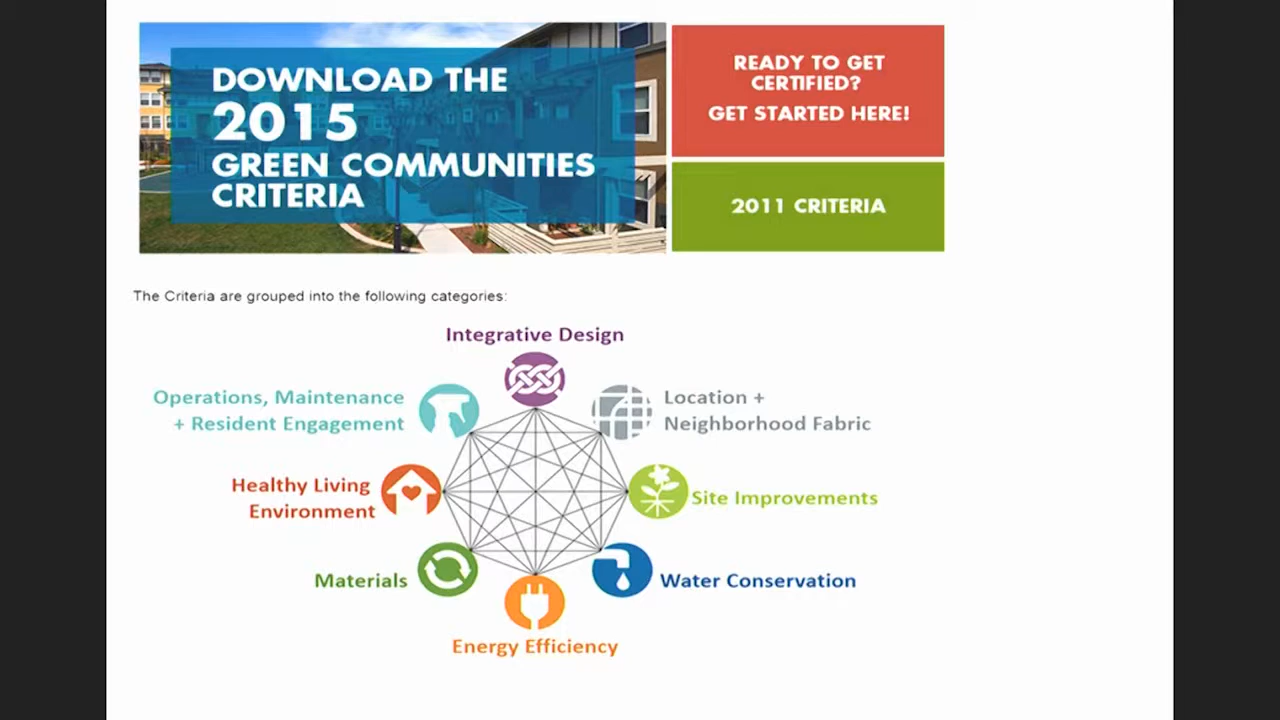 DOWNLOAD THE
2015
GREEN COMMUNITIES
CRITERIA
READY TO GET
CERTIFIED?
GET STARTED HERE!
2011 CRITERIA
The Criteria are grouped into the following categories:
Integrative Design
Operations, Maintenance
+ Resident Engagement
Location +
Neighborhood Fabric
Healthy Living
Environment
Site Improvements
Materials
Water Conservation
Energy Efficiency